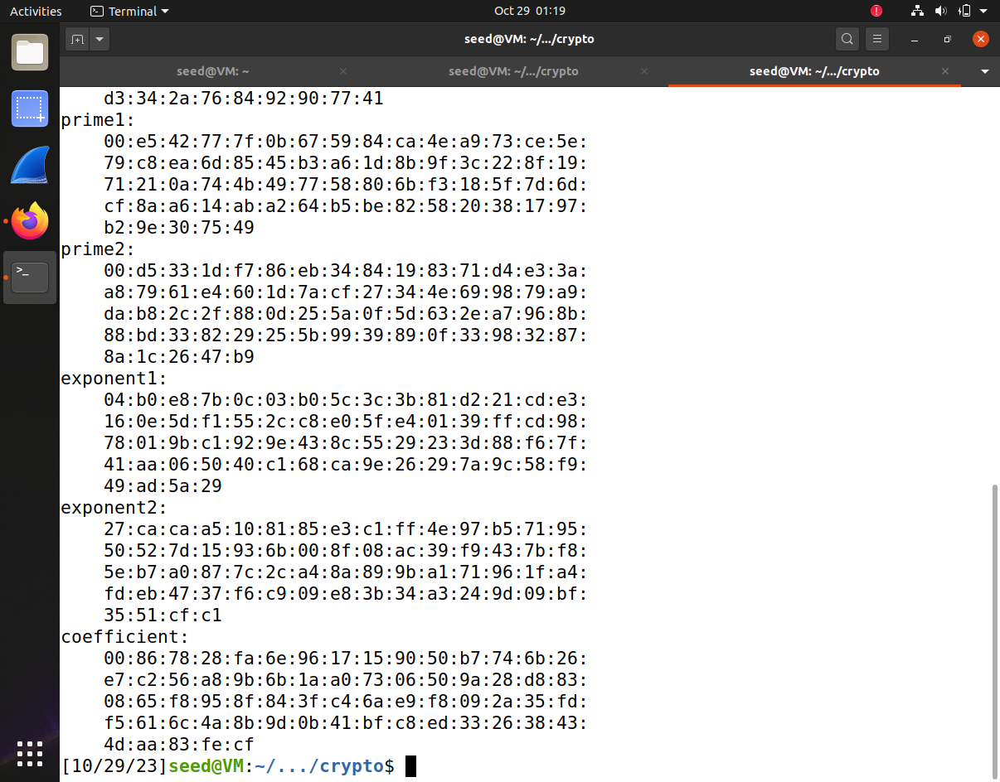 Activities
Terminal
Oct 29 01:19
seed@VM: ~/.../crypto
seed@VM: ~
seed@VM: ~/.../crypto
seed@VM: ~/.../crypto
d3:34:2a:76:84:92:90:77:41
prime1:
00:e5:42:77:7f:0b:67:59:84:ca:4e:a9:73:ce:5e:
79:c8:ea:6d:85:45:b3:a6:1d:8b:9f:3c:22:8f:19:
71:21:0a:74:4b:49:77:58:80:6b:f3:18:5f:7d:6d:
cf:8a:a6:14:ab:a2:64:b5:be:82:58:20:38:17:97:
b2:9e:30:75:49
prime2:
00:d5:33:1d:f7:86:eb:34:84:19:83:71:d4:e3:3a:
a8:79:61:e4:60:1d:7a:cf:27:34:4e:69:98:79:a9:
da:b8:2c:2f:88:0d:25:5a:0f:5d:63:2e:a7:96:8b:
88:bd:33:82:29:25:5b:99:39:89:0f:33:98:32:87:
8a:1c:26:47:b9
exponent1:
04:b0:e8:7b:0c:03:b0:5c:3c:3b:81:d2:21:cd:e3:
16:0e:5d:f1:55:2c:c8:e0:5f:e4:01:39:ff:cd:98:
78:01:9b:c1:92:9e:43:8c:55:29:23:3d:88:f6:7f:
41:aa:06:50:40:c1:68:ca:9e:26:29:7a:9c:58:f9:
49:ad:5a:29
exponent2:
27:ca:ca:a5:10:81:85:e3:c1:ff:4e:97:b5:71:95:
50:52:7d:15:93:6b:00:8f:08:ac:39:f9:43:7b:f8:
5e:b7:a0:87:7c:2c:a4:8a:89:9b:a1:71:96:1f:a4:
fd:eb:47:37:f6:c9:09:e8:3b:34:a3:24:9d:09:bf:
35:51:cf:c1
coefficient:
00:86:78:28:fa:6e:96:17:15:90:50:b7:74:6b:26:
e7:c2:56:a8:9b:6b:1a:a0:73:06:50:9a:28:d8:83:
08:65:f8:95:8f:84:3f:c4:6a:e9:f8:09:2a:35:fd:
f5:61:6c:4a:8b:9d:0b:41:bf:c8:ed:33:26:38:43:
4d:aa:83:fe:cf
[10/29/23]seed@VM:~/.../crypto$